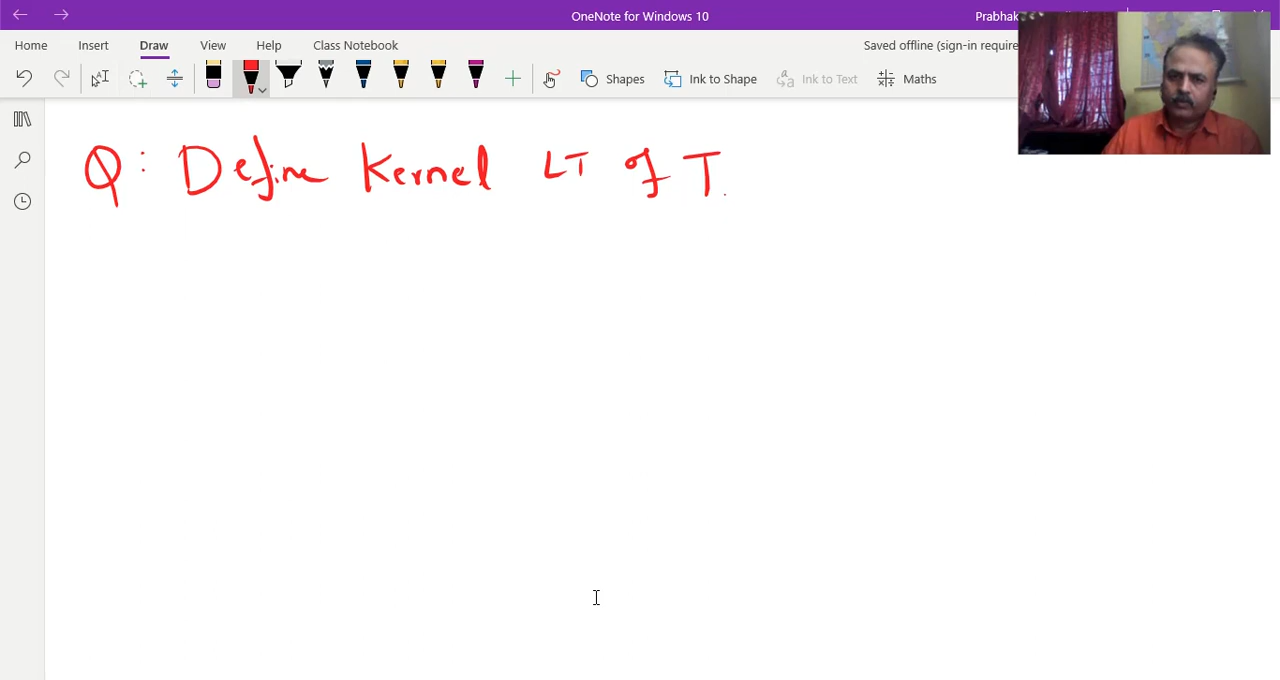 OneNote for Windows 10
Prabhak
Home Insert Draw View Help Class Notebook
Saved offline (sign-in require
Shapes Ink to Shape Ink to Text Maths
Q: Define Kernel LT of T.